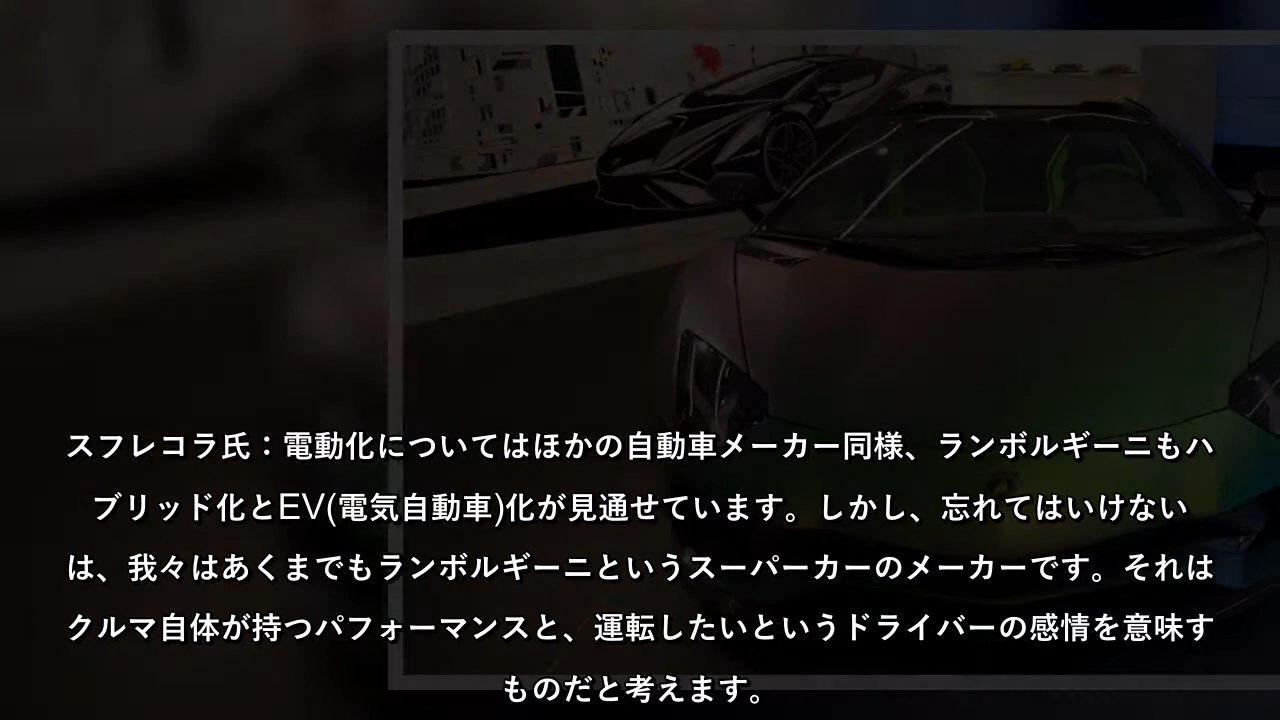 スフレコラ氏：電動化についてはほかの自動車メーカー同様、ランボルギーニもハ
ブリッド化とEV(電気自動車)化が見通せています。しかし、忘れてはいけない
は、我々はあくまでもランボルギーニというスーパーカーのメーカーです。それは
クルマ自体が持つパフォーマンスと、運転したいというドライバーの感情を意味す
ものだと考えます。